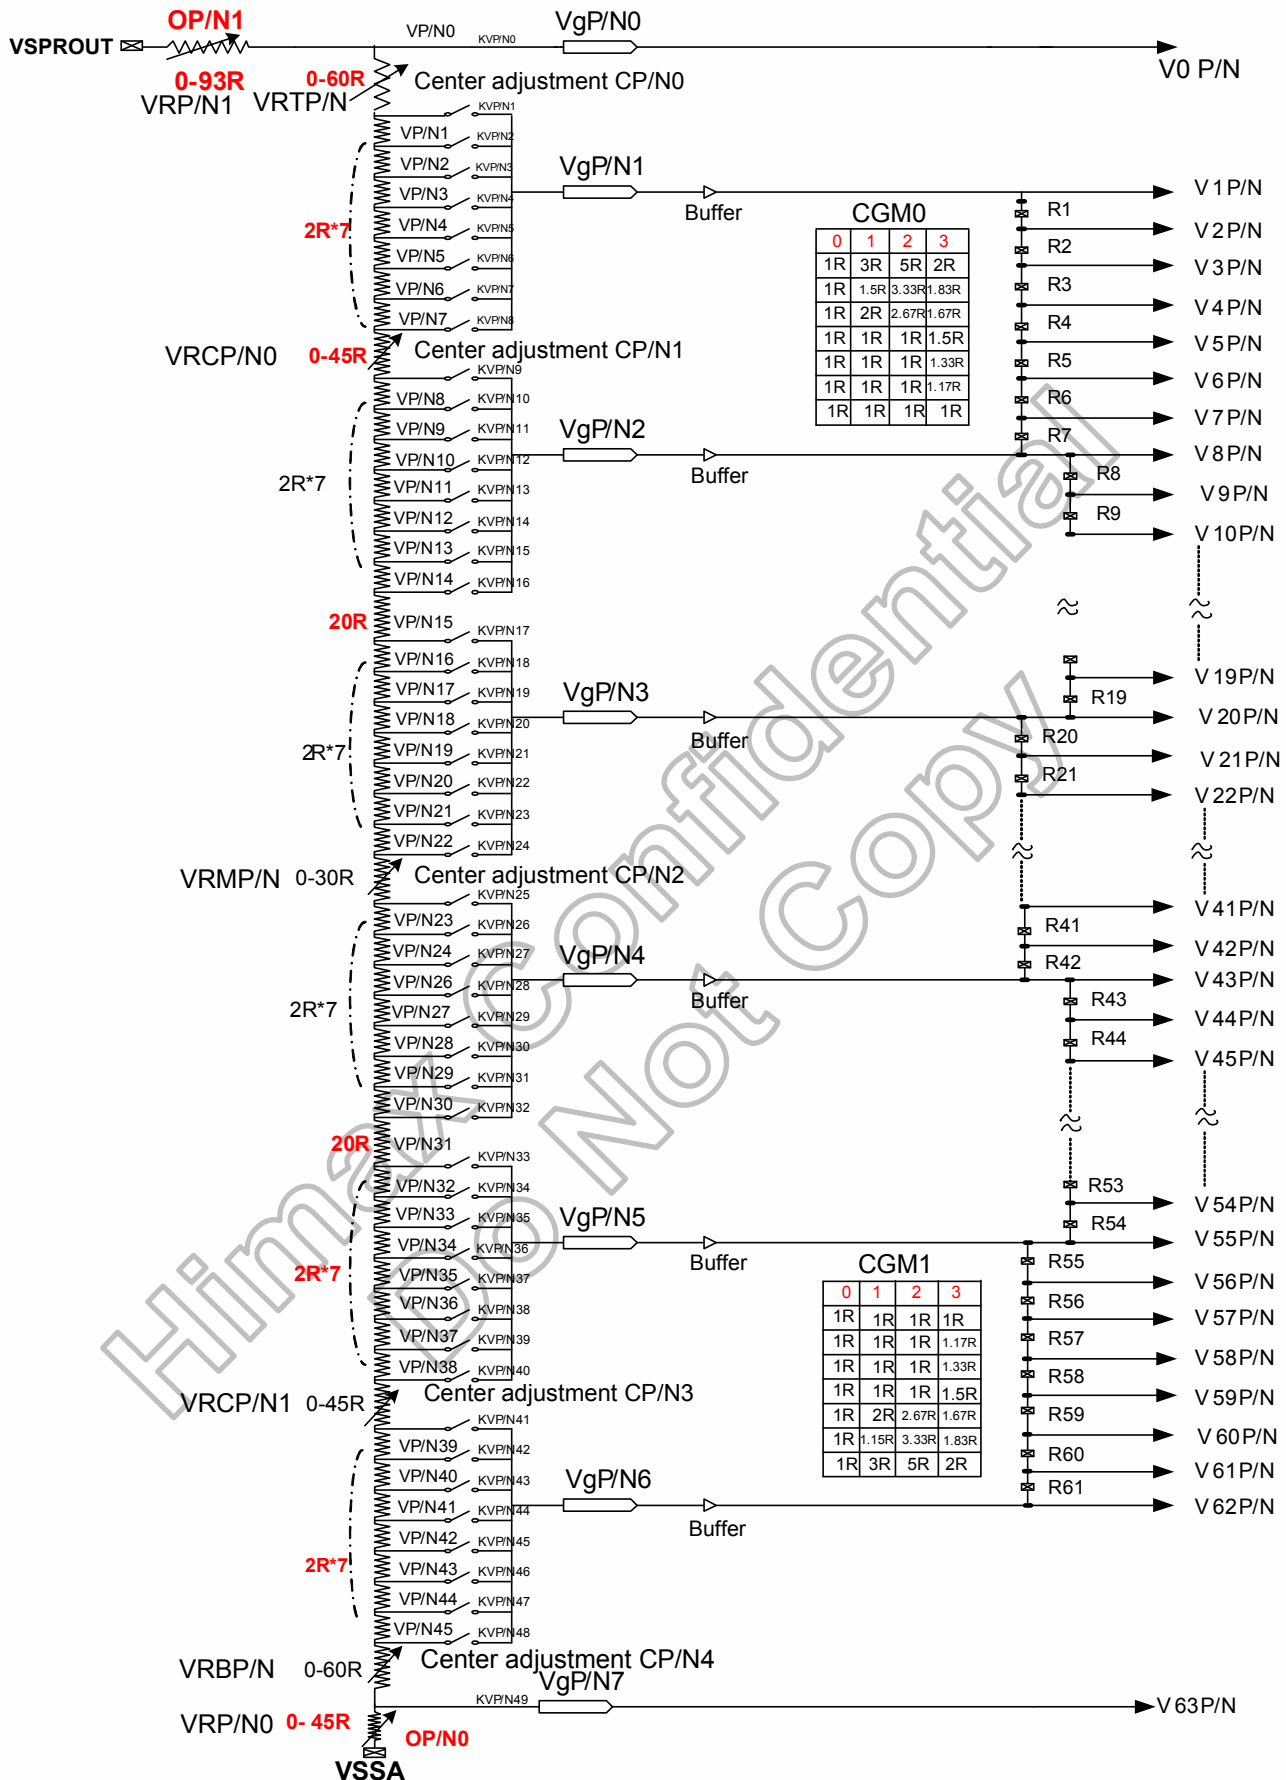 OP/N1
VgP/N0
VSPROUT
VP/N0
KVP/N0
V0 P/N
0-93R
0-60R
Center adjustment CP/N0
VRP/N1
VRTP/N
KVP/N1
VP/N1
KVP/N2
VP/N2
KVP/N3
VgP/N1
V1P/N
VP/N3
KVP/N4
Buffer
CGM0
R1
2R*7
VP/N4
KVP/N5
V2P/N
0 1 2 3
R2
VP/N5
KVP/N6
1R 3R 5R 2R
V3P/N
VP/N6
KVP/N7
1R 1.5R 3.33R 1.83R
R3
V4P/N
VP/N7
KVP/N8
1R 2R 2.67R 1.67R
R4
VRCP/N0
0-45R
Center adjustment CP/N1
1R 1R 1R 1.5R
V5P/N
KVP/N9
1R 1R 1R 1.33R
R5
V6P/N
VP/N8
KVP/N10
1R 1R 1R 1.17R
R6
VP/N9
KVP/N11
VgP/N2
1R 1R 1R 1R
V7P/N
R7
VP/N10
KVP/N12
Buffer
V8P/N
R8
2R*7
VP/N11
KVP/N13
V9P/N
VP/N12
KVP/N14
R9
VP/N13
KVP/N15
V10P/N
VP/N14
KVP/N16
20R
VP/N15
KVP/N17
VP/N16
KVP/N18
V19P/N
VP/N17
KVP/N19
VgP/N3
R19
VP/N18
KVP/N20
Buffer
V20P/N
R20
2R*7
VP/N19
KVP/N21
V21P/N
VP/N20
KVP/N22
R21
V22P/N
VP/N21
KVP/N23
VP/N22
KVP/N24
VRMP/N
0-30R
Center adjustment CP/N2
KVP/N25
V41P/N
VP/N23
KVP/N26
R41
VP/N24
KVP/N27
VgP/N4
V42P/N
R42
VP/N26
KVP/N28
Buffer
V43P/N
2R*7
VP/N27
KVP/N29
R43
V44P/N
VP/N28
KVP/N30
R44
VP/N29
KVP/N31
V45P/N
VP/N30
KVP/N32
20R
VP/N31
KVP/N33
VP/N32
KVP/N34
R53
V54P/N
VP/N33
KVP/N35
VgP/N5
R54
VP/N34
KVP/N36
Buffer
V55P/N
2R*7
VP/N35
KVP/N37
CGM1
R55
V56P/N
VP/N36
KVP/N38
0 1 2 3
R56
1R 1R 1R 1R
V57P/N
VP/N37
KVP/N39
1R 1R 1R 1.17R
R57
VP/N38
KVP/N40
1R 1R 1R 1.33R
V58P/N
R58
VRCP/N1
0-45R
Center adjustment CP/N3
1R 1R 1R 1.5R
V59P/N
KVP/N41
1R 2R 2.67R 1.67R
R59
VP/N39
KVP/N42
1R 1.15R 3.33R 1.83R
V60P/N
R60
VP/N40
KVP/N43
VgP/N6
1R 3R 5R 2R
V61P/N
R61
VP/N41
KVP/N44
Buffer
V62P/N
VP/N42
KVP/N45
2R*7
VP/N43
KVP/N46
VP/N44
KVP/N47
VP/N45
KVP/N48
VRBP/N
0-60R
Center adjustment CP/N4
VgP/N7
KVP/N49
V63P/N
VRP/N0
0- 45R
OP/N0
VSSA
Himax Confidential
Do Not Copy